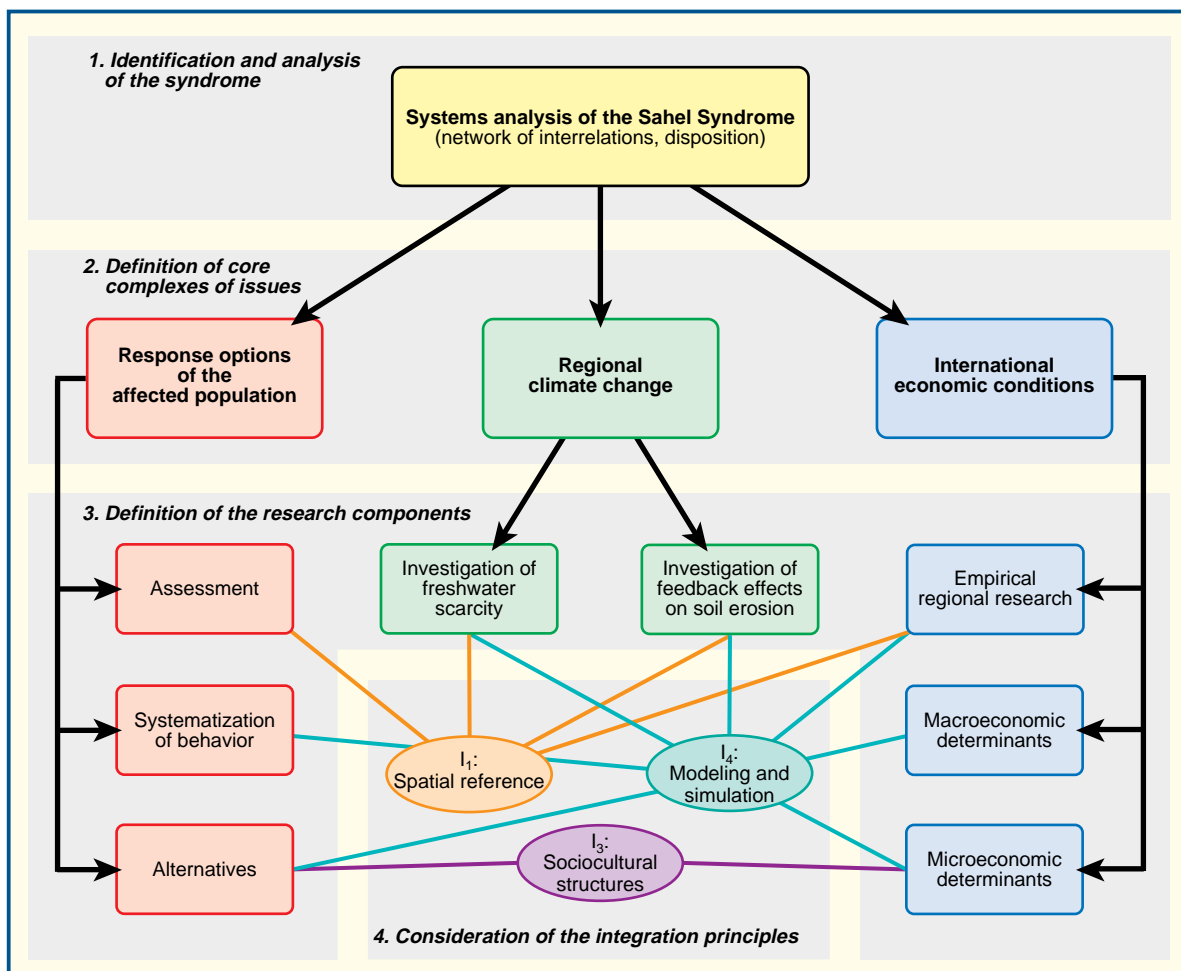 1. Identification and analysis
of the syndrome
Systems analysis of the Sahel Syndrome
(network of interrelations, disposition)
2. Definition of core
complexes of issues
Response options
of the
affected population
Regional
climate change
International
economic conditions
3. Definition of the research components
Assessment
Investigation of
freshwater
scarcity
Investigation of
feedback effects
on soil erosion
Empirical
regional research
Systematization
of behavior
I1:
Spatial reference
I4:
Modeling and
simulation
Macroeconomic
determinants
Alternatives
I3:
Sociocultural
structures
Microeconomic
determinants
4. Consideration of the integration principles